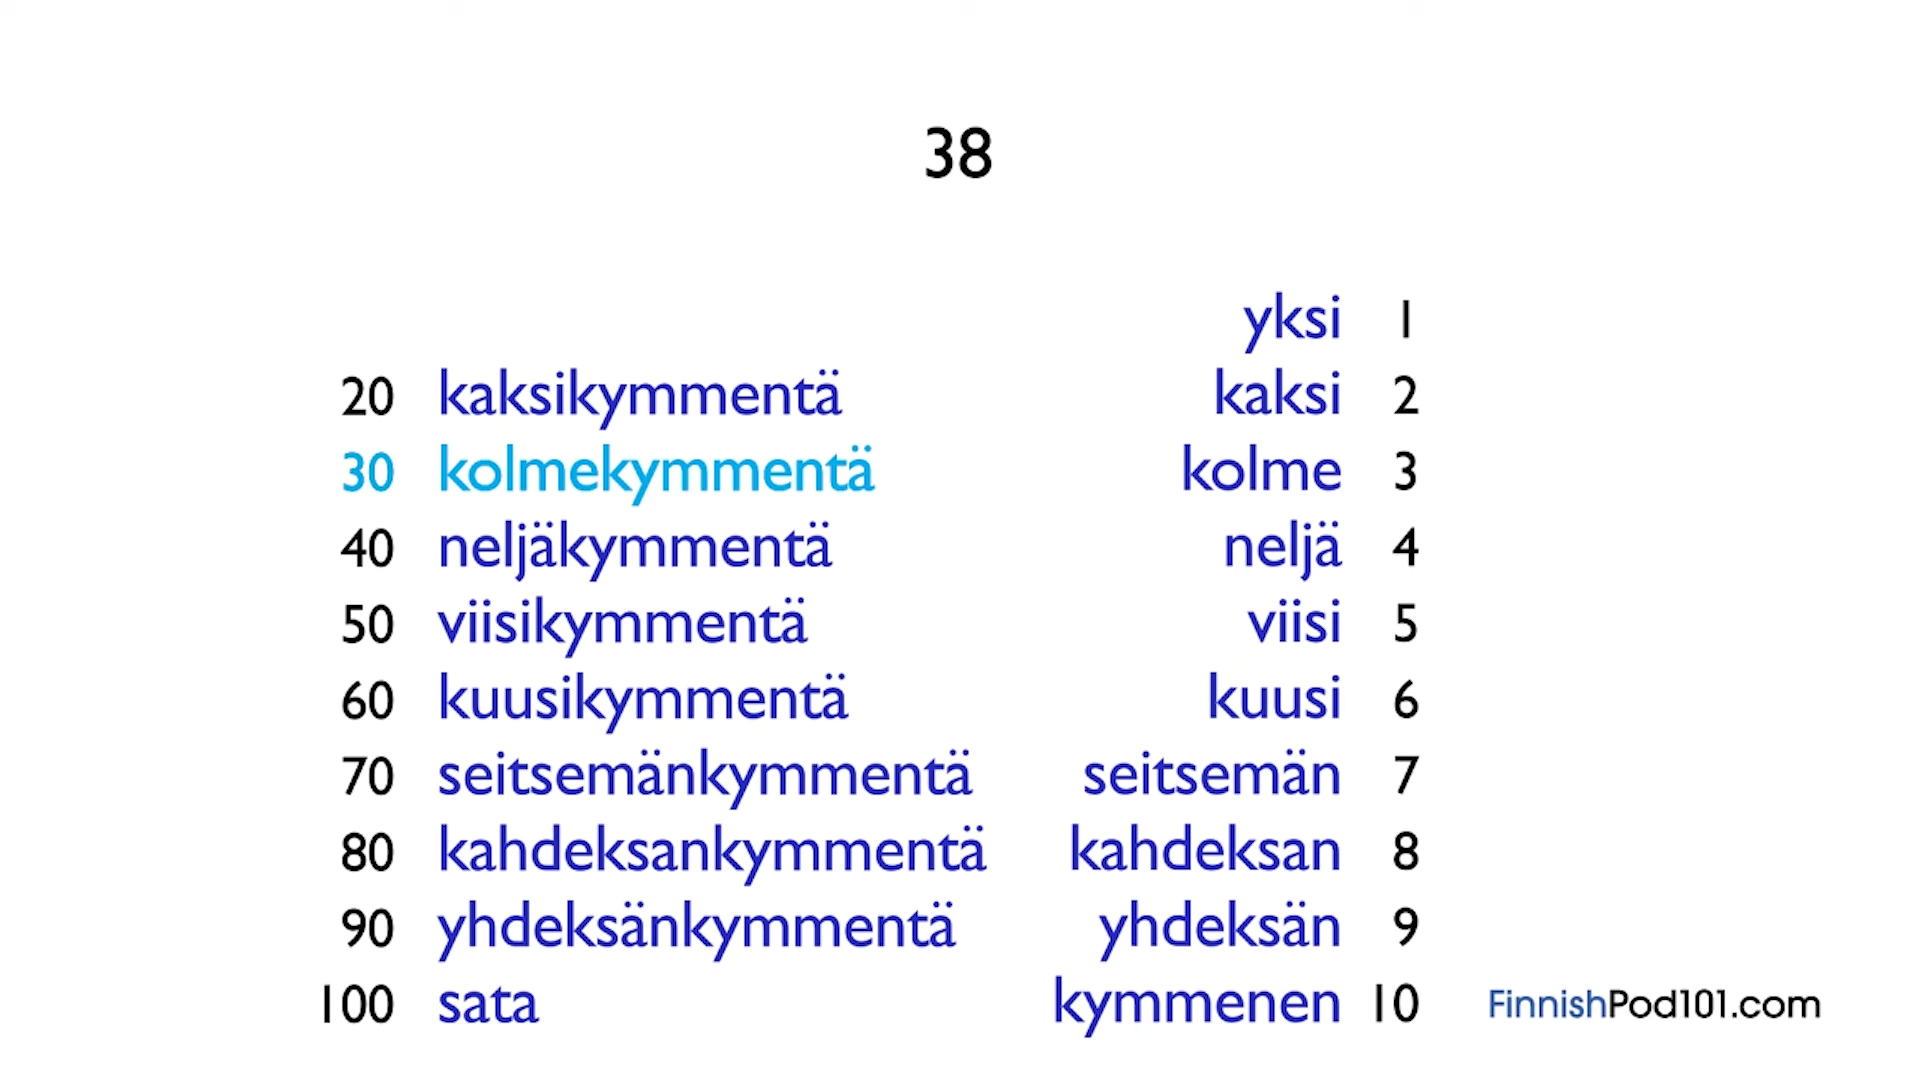 38
yksi 1
20 kaksikymmentä kaksi 2
30 kolmekymmentä kolme 3
40 neljäkymmentä neljä 4
50 viisikymmentä viisi 5
60 kuusikymmentä kuusi 6
70 seitsemänkymmentä seitsemän 7
80 kahdeksankymmentä kahdeksan 8
90 yhdeksänkymmentä yhdeksän 9
100 sata kymmenen 10
FinnishPod101.com